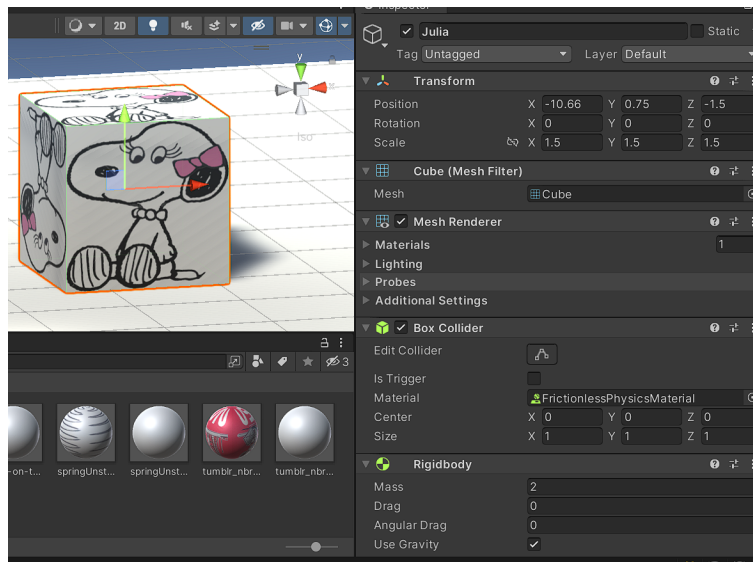 2D
y
Iso
3
-on-t...
springUnst...
springUnst...
tumblr_nbr...
tumblr_nbr...
Julia
Static
Tag Untagged Layer Default
Transform
Position X -10.66 Y 0.75 Z -1.5
Rotation X 0 Y 0 Z 0
Scale X 1.5 Y 1.5 Z 1.5
Cube (Mesh Filter)
Mesh Cube
Mesh Renderer
Materials 1
Lighting
Probes
Additional Settings
Box Collider
Edit Collider
Is Trigger
Material FrictionlessPhysicsMaterial
Center X 0 Y 0 Z 0
Size X 1 Y 1 Z 1
Rigidbody
Mass 2
Drag 0
Angular Drag 0
Use Gravity